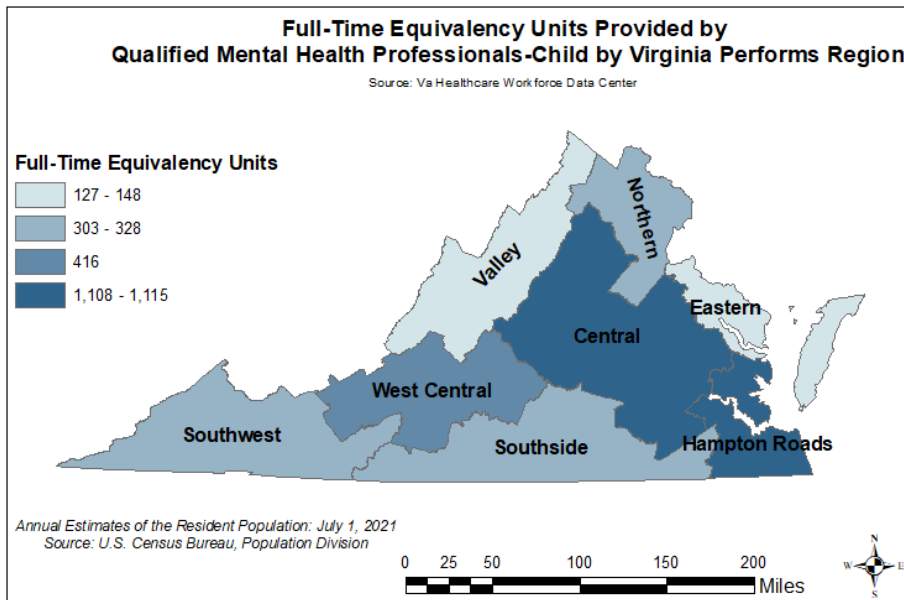 Full-Time Equivalency Units Provided by
Qualified Mental Health Professionals-Child by Virginia Performs Region
Source: Va Healthcare Workforce Data Center
Full-Time Equivalency Units
127 - 148
303 - 328
416
1,108 - 1,115
Northern
Valley
Eastern
Central
West Central
Southwest
Southside
Hampton Roads
Annual Estimates of the Resident Population: July 1, 2021
Source: U.S. Census Bureau, Population Division
0 25 50 100 150 200
Miles
N
W E
S